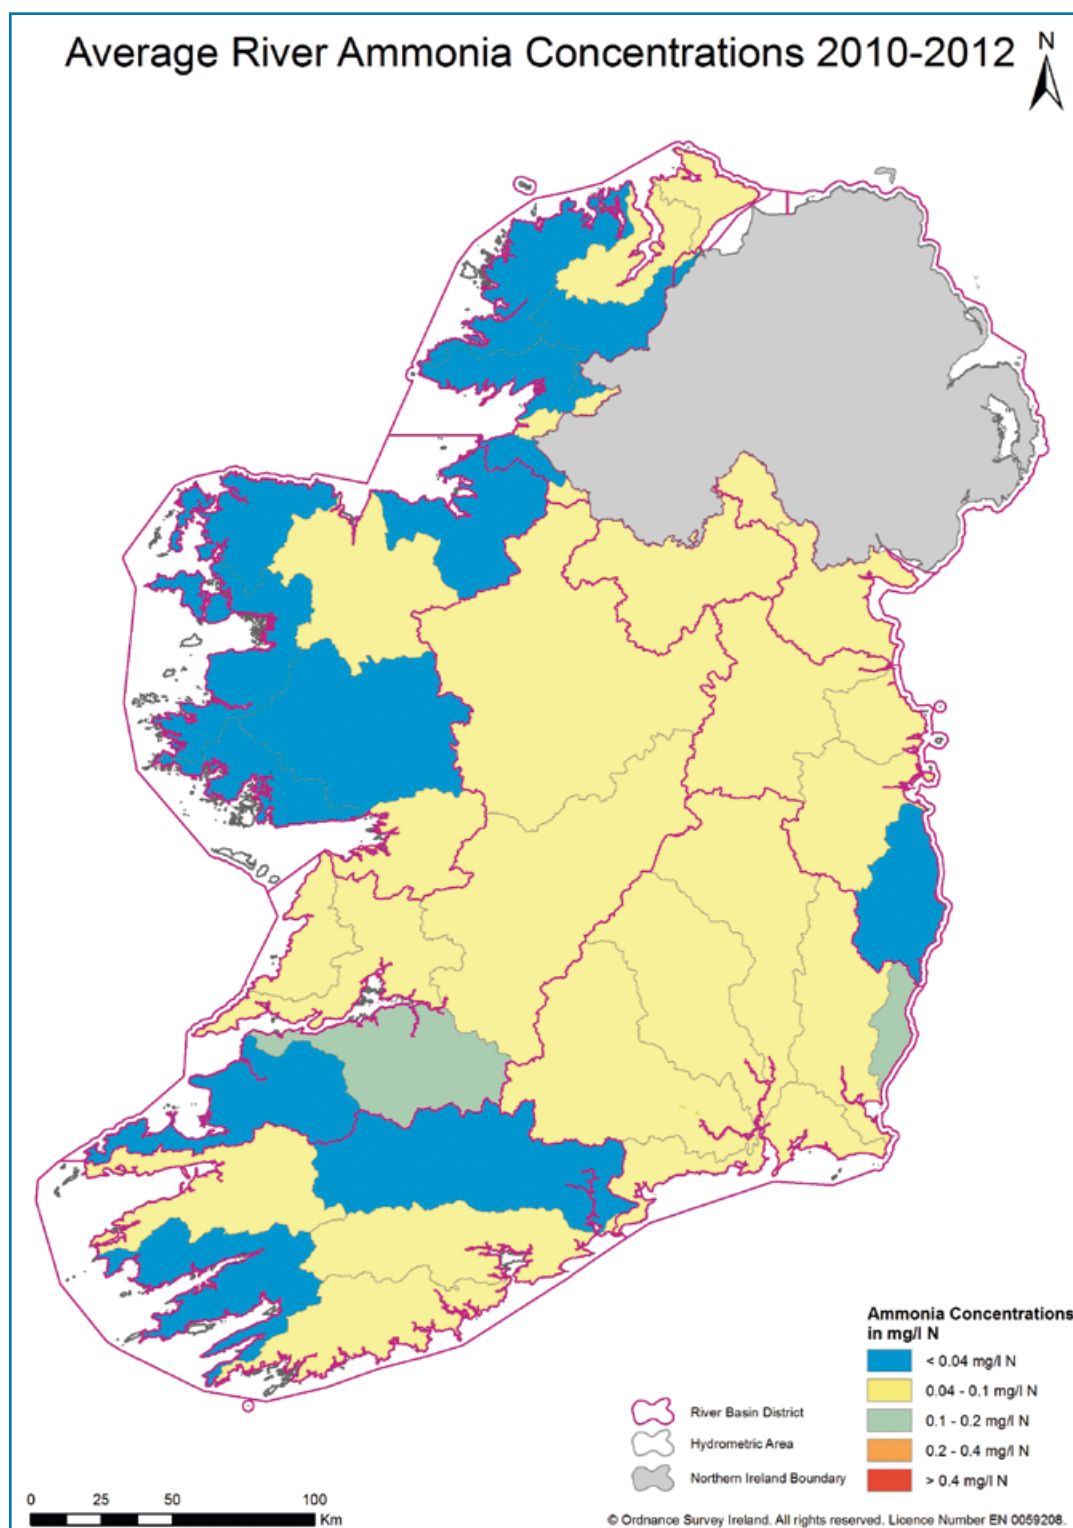 Average River Ammonia Concentrations 2010-2012
N
Ammonia Concentrations
in mg/l N
< 0.04 mg/l N
0.04 - 0.1 mg/l N
0.1 - 0.2 mg/l N
0.2 - 0.4 mg/l N
> 0.4 mg/l N
River Basin District
Hydrometric Area
Northern Ireland Boundary
0 25 50 100
Km
© Ordnance Survey Ireland. All rights reserved. Licence Number EN 0059208.